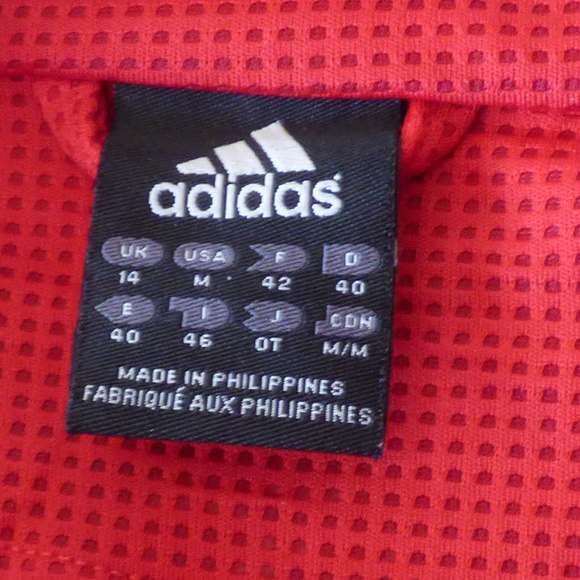 adidas
UK USA F D
14 M 42 40
E I J CDN
40 46 OT M/M
MADE IN PHILIPPINES
FABRIQUÉ AUX PHILIPPINES